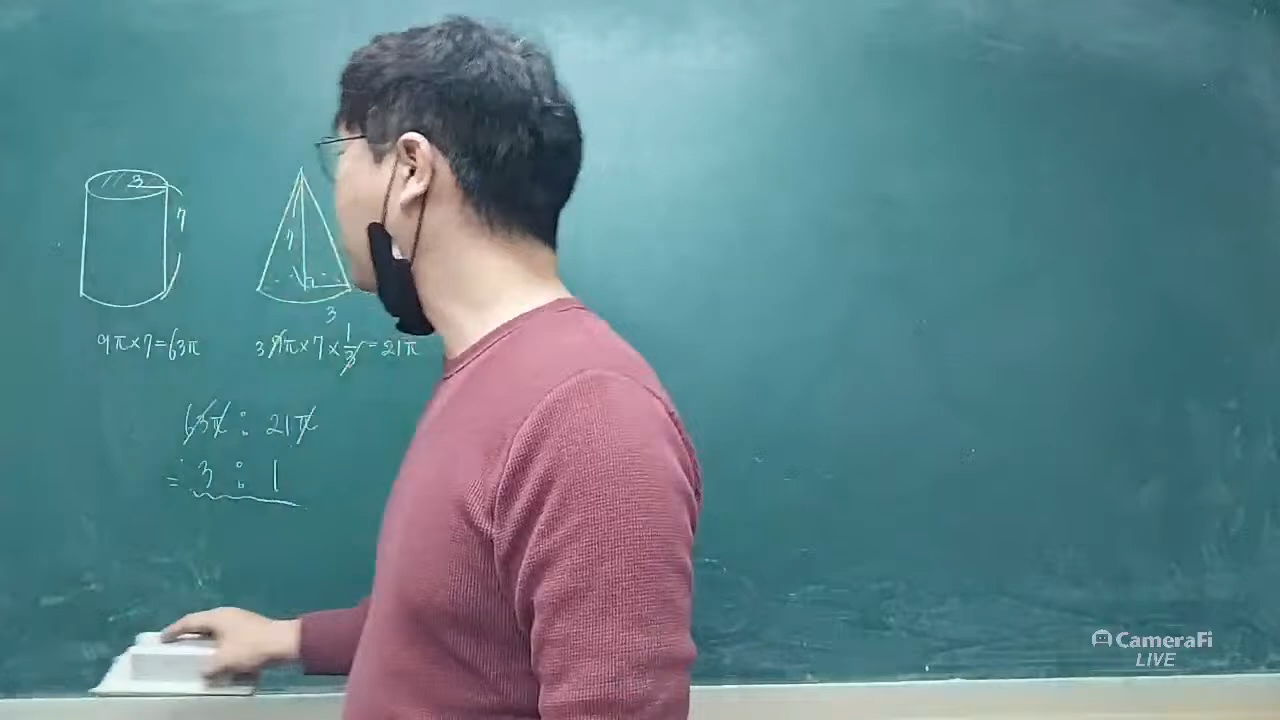 3
7
7
3
9π×7=63π
3 9π×7×1/3=21π
63π : 21π
= 3 : 1
CameraFi
LIVE